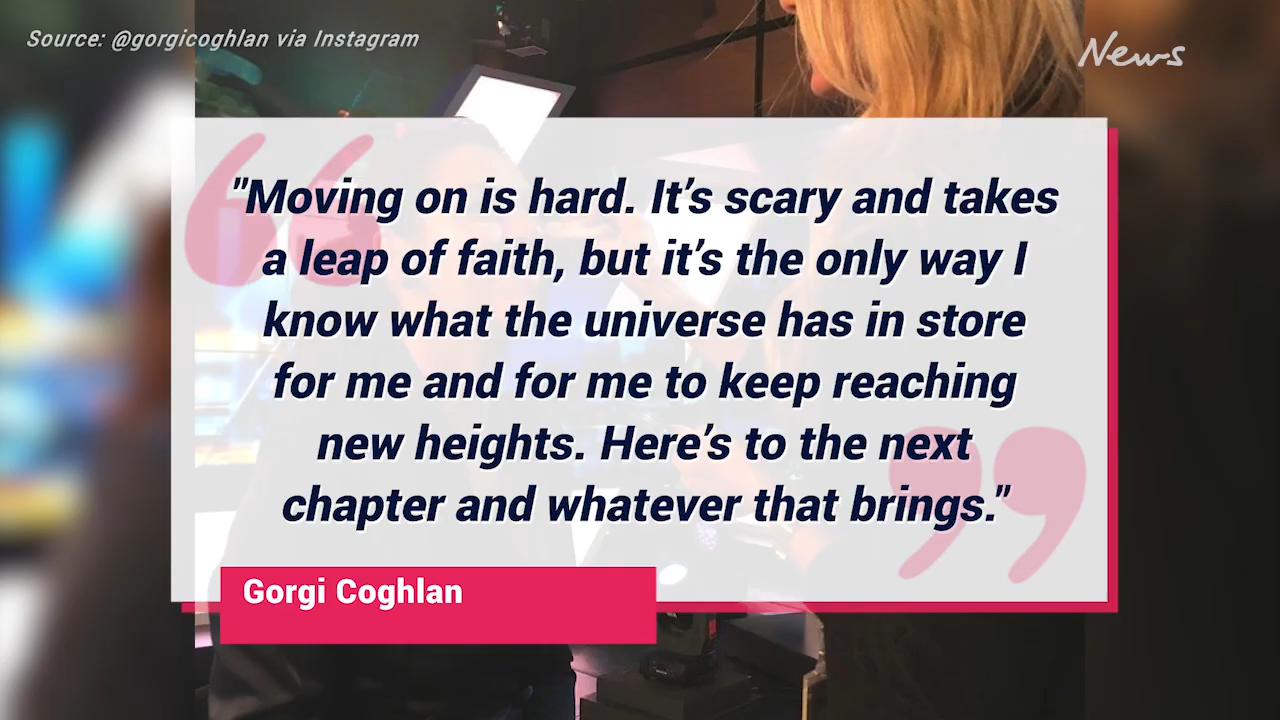 Source: @gorgicoghlan via Instagram
News
"Moving on is hard. It’s scary and takes
a leap of faith, but it’s the only way I
know what the universe has in store
for me and for me to keep reaching
new heights. Here’s to the next
chapter and whatever that brings."
Gorgi Coghlan